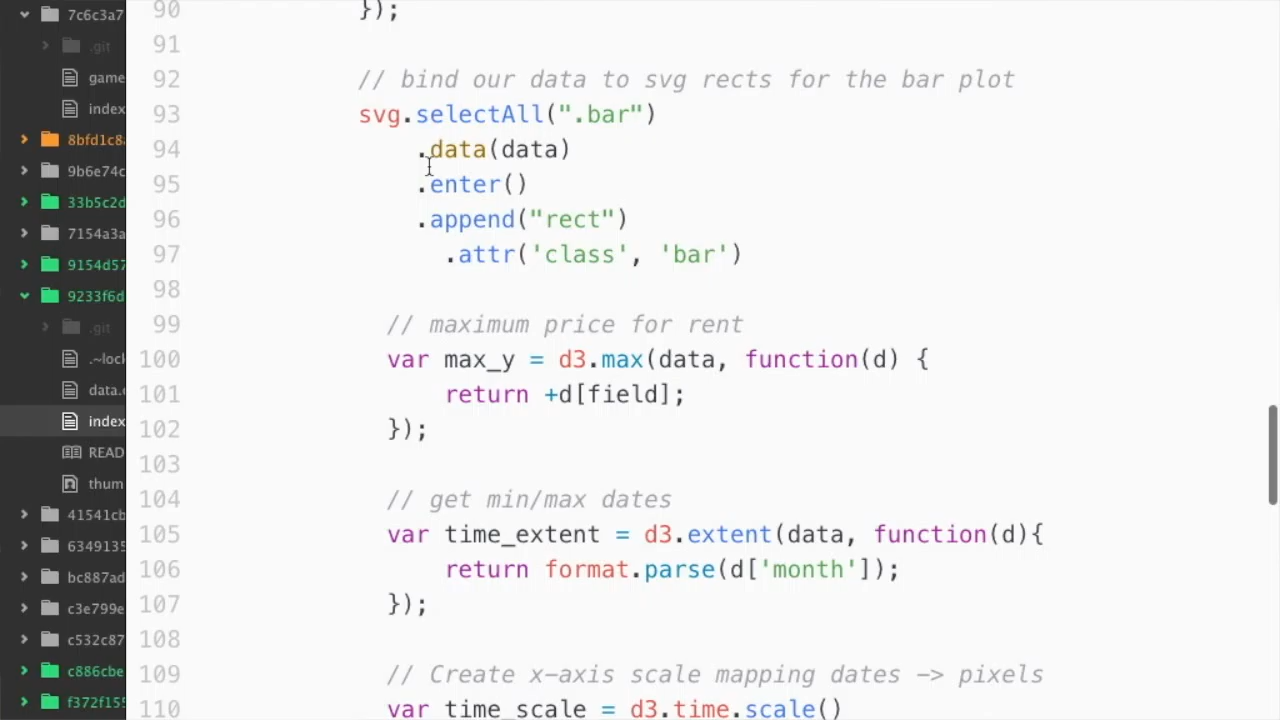 7c6c3a7
.git
game
index
8bfd1c8
9b6e74c
33b5c2d
7154a3a
9154d57
9233f6d
.git
.~lock
data.
index
READ
thum
41541cb
6349135
bc887ad
c3e799e
c532c87
c886cbe
f372f155
90 });
91
92 // bind our data to svg rects for the bar plot
93 svg.selectAll(".bar")
94 .data(data)
95 .enter()
96 .append("rect")
97 .attr('class', 'bar')
98
99 // maximum price for rent
100 var max_y = d3.max(data, function(d) {
101 return +d[field];
102 });
103
104 // get min/max dates
105 var time_extent = d3.extent(data, function(d){
106 return format.parse(d['month']);
107 });
108
109 // Create x-axis scale mapping dates -> pixels
110 var time_scale = d3.time.scale()